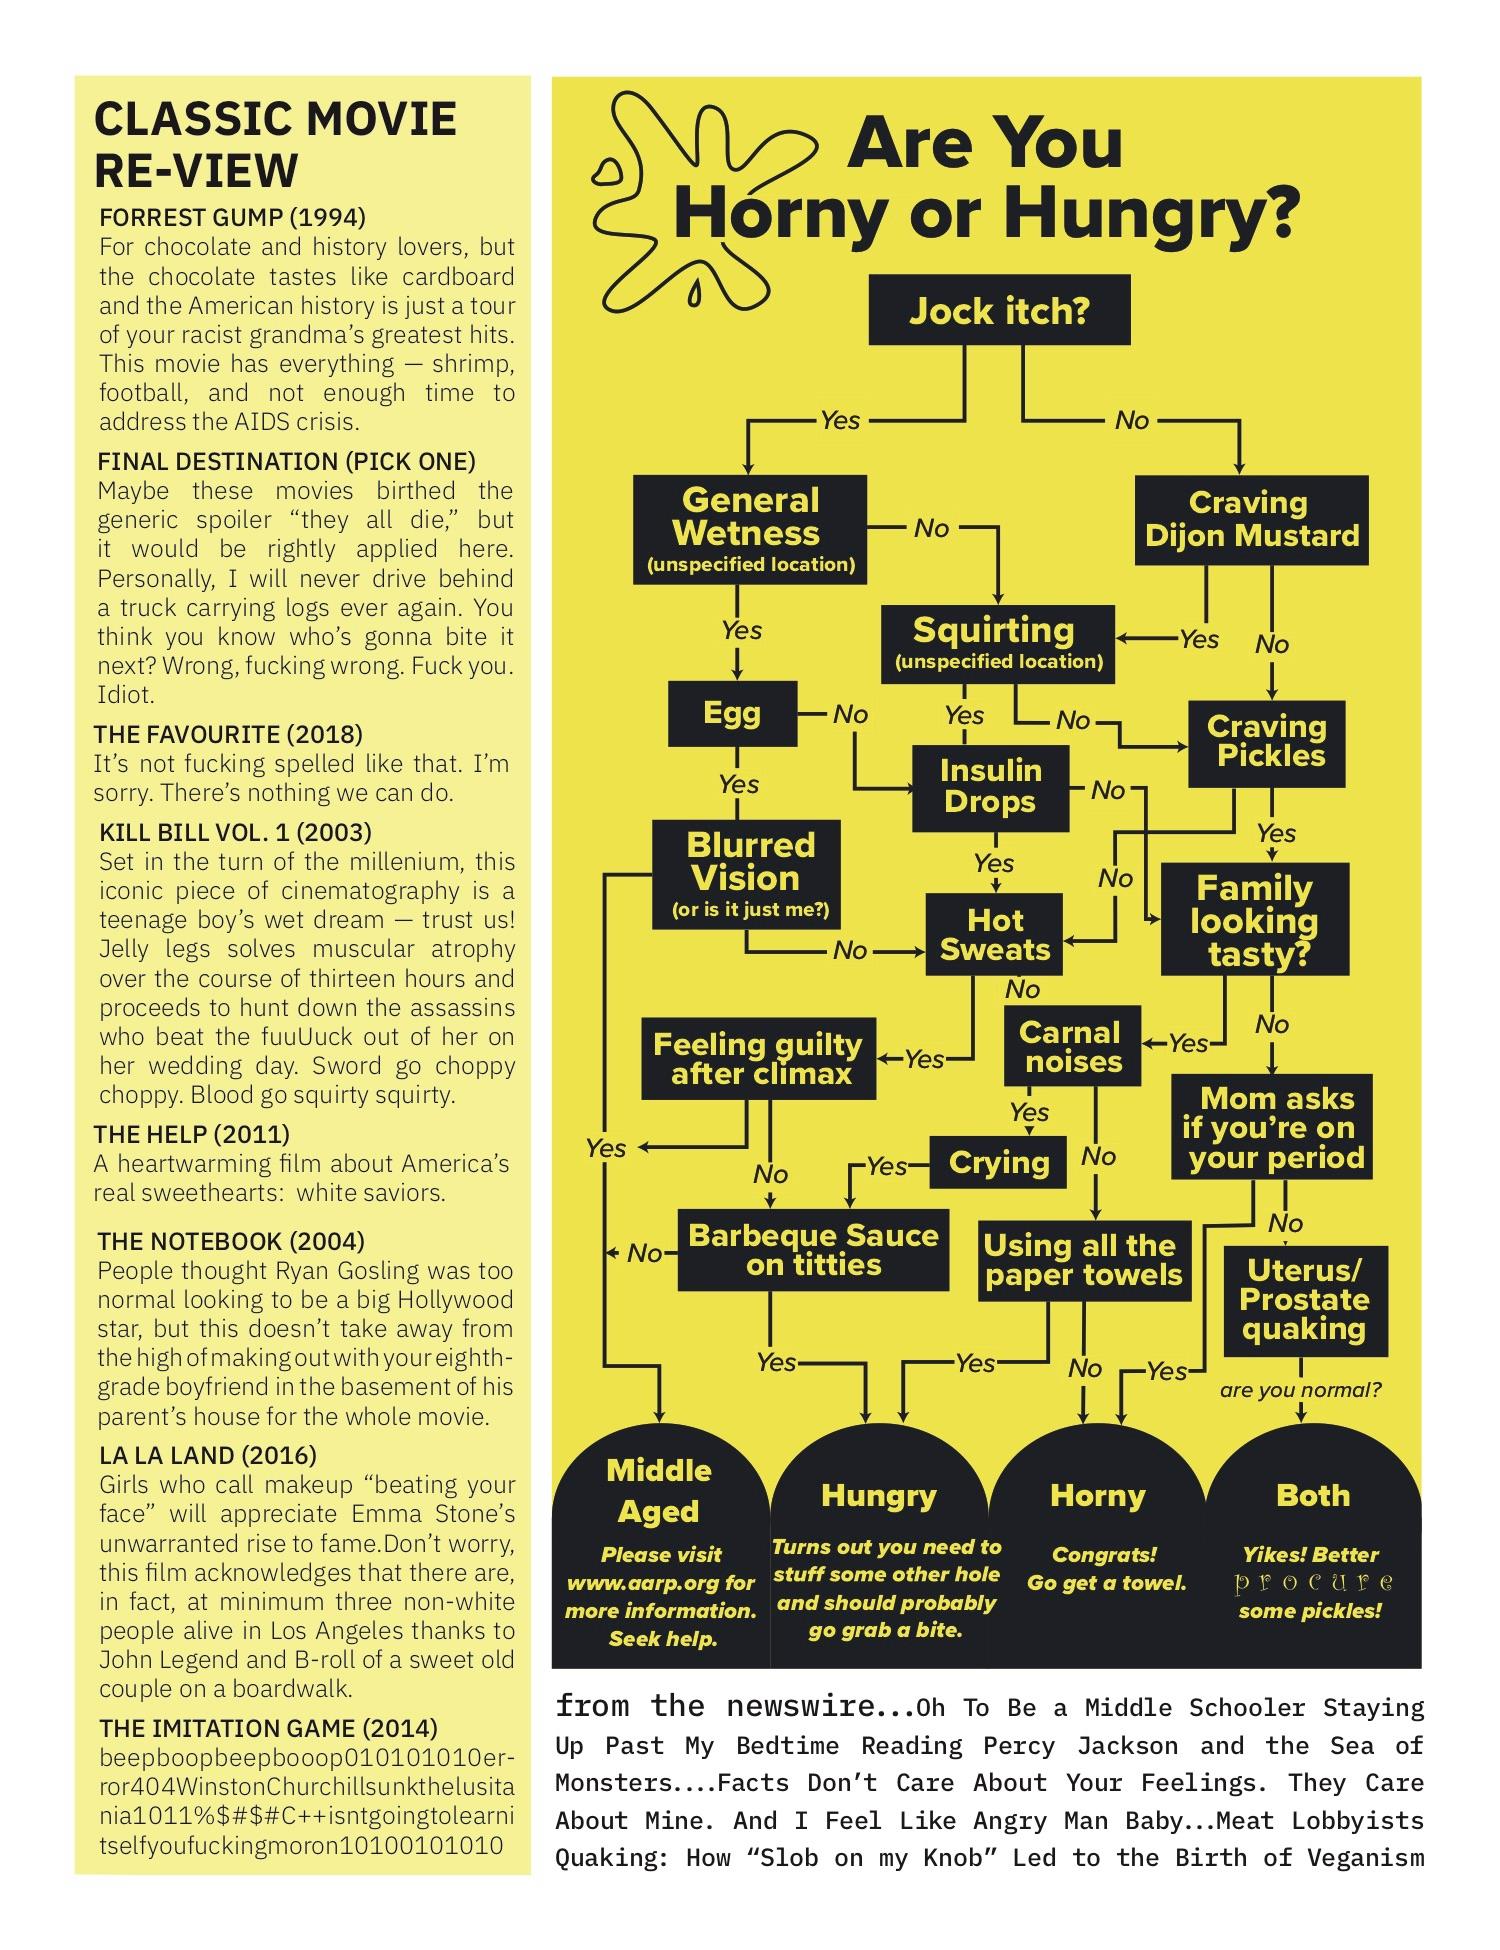 CLASSIC MOVIE
RE-VIEW
FORREST GUMP (1994)
For chocolate and history lovers, but
the chocolate tastes like cardboard
and the American history is just a tour
of your racist grandma's greatest hits.
This movie has everything — shrimp,
football, and not enough time to
address the AIDS crisis.
FINAL DESTINATION (PICK ONE)
Maybe these movies birthed the
generic spoiler “they all die,” but
it would be rightly applied here.
Personally, I will never drive behind
a truck carrying logs ever again. You
think you know who's gonna bite it
next? Wrong, fucking wrong. Fuck you.
Idiot.
THE FAVOURITE (2018)
It's not fucking spelled like that. I'm
sorry. There's nothing we can do.
KILL BILL VOL. 1 (2003)
Set in the turn of the millenium, this
iconic piece of cinematography is a
teenage boy's wet dream — trust us!
Jelly legs solves muscular atrophy
over the course of thirteen hours and
proceeds to hunt down the assassins
who beat the fuuUuck out of her on
her wedding day. Sword go choppy
choppy. Blood go squirty squirty.
THE HELP (2011)
A heartwarming film about America's
real sweethearts: white saviors.
THE NOTEBOOK (2004)
People thought Ryan Gosling was too
normal looking to be a big Hollywood
star, but this doesn't take away from
the high of making out with your eighth-
grade boyfriend in the basement of his
parent's house for the whole movie.
LA LA LAND (2016)
Girls who call makeup “beating your
face” will appreciate Emma Stone's
unwarranted rise to fame.Don't worry,
this film acknowledges that there are,
in fact, at minimum three non-white
people alive in Los Angeles thanks to
John Legend and B-roll of a sweet old
couple on a boardwalk.
THE IMITATION GAME (2014)
beepboopbeepbooop010101010er-
ror404WinstonChurchillsunkthelusita
nia1011%$#$#C++isntgoingtolearni
tselfyoufuckingmoron10100101010
Are You
Horny or Hungry?
Jock itch?
Yes
No
General
Wetness
(unspecified location)
No
Craving
Dijon Mustard
Yes
Squirting
(unspecified location)
Yes
No
Egg
No
Yes
No
Craving
Pickles
Yes
Insulin
Drops
No
Blurred
Vision
(or is it just me?)
Yes
No
Yes
Family
looking
tasty?
No
Hot
Sweats
No
Feeling guilty
after climax
Yes
Carnal
noises
Yes
No
Yes
No
Yes
Crying
No
Mom asks
if you're on
your period
Yes
Barbeque Sauce
on titties
No
Using all the
paper towels
No
Uterus/
Prostate
quaking
Yes
Yes
No
Yes
are you normal?
Middle
Aged
Please visit
www.aarp.org for
more information.
Seek help.
Hungry
Turns out you need to
stuff some other hole
and should probably
go grab a bite.
Horny
Congrats!
Go get a towel.
Both
Yikes! Better
procure
some pickles!
from the newswire...Oh To Be a Middle Schooler Staying
Up Past My Bedtime Reading Percy Jackson and the Sea of
Monsters....Facts Don't Care About Your Feelings. They Care
About Mine. And I Feel Like Angry Man Baby...Meat Lobbyists
Quaking: How “Slob on my Knob” Led to the Birth of Veganism